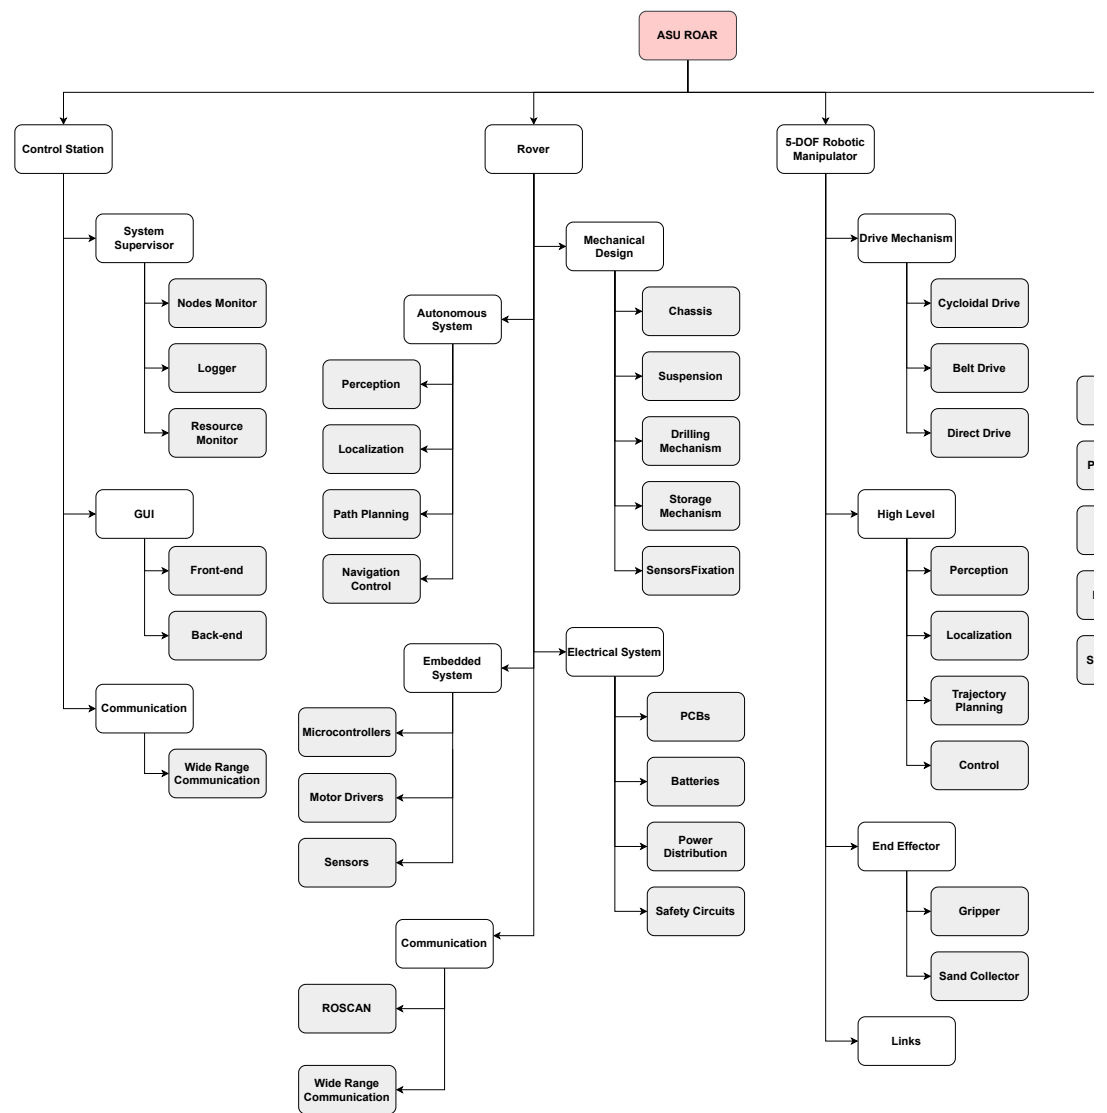 ASU ROAR
Control Station
System
Supervisor
Nodes Monitor
Logger
Resource
Monitor
GUI
Front-end
Back-end
Communication
Wide Range
Communication
Rover
Mechanical
Design
Chassis
Suspension
Drilling
Mechanism
Storage
Mechanism
SensorsFixation
Autonomous
System
Perception
Localization
Path Planning
Navigation
Control
Electrical System
PCBs
Batteries
Power
Distribution
Safety Circuits
Embedded
System
Microcontrollers
Motor Drivers
Sensors
Communication
ROSCAN
Wide Range
Communication
5-DOF Robotic
Manipulator
Drive Mechanism
Cycloidal Drive
Belt Drive
Direct Drive
High Level
Perception
Localization
Trajectory
Planning
Control
End Effector
Gripper
Sand Collector
Links